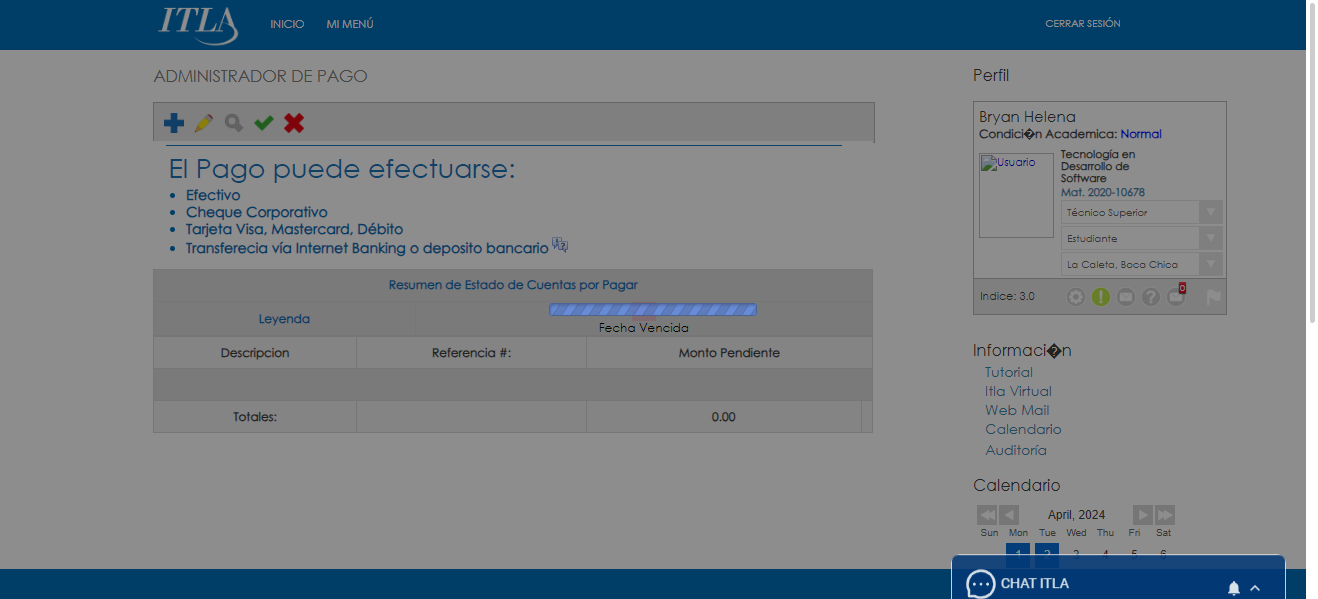 ITLA
INICIO MI MENÚ CERRAR SESIÓN
ADMINISTRADOR DE PAGO
El Pago puede efectuarse:
Efectivo
Cheque Corporativo
Tarjeta Visa, Mastercard, Débito
Transferecia vía Internet Banking o deposito bancario
Resumen de Estado de Cuentas por Pagar
Leyenda
Fecha Vencida
Descripcion Referencia #: Monto Pendiente
Totales: 0.00
Perfil
Bryan Helena
Condici�n Academica: Normal
Usuario
Tecnología en
Desarrollo de
Software
Mat. 2020-10678
Técnico Superior
Estudiante
La Caleta, Boca Chica
Indice: 3.0
0
Informaci�n
Tutorial
Itla Virtual
Web Mail
Calendario
Auditoría
Calendario
April, 2024
Sun Mon Tue Wed Thu Fri Sat
1 2 3 4 5 6
CHAT ITLA